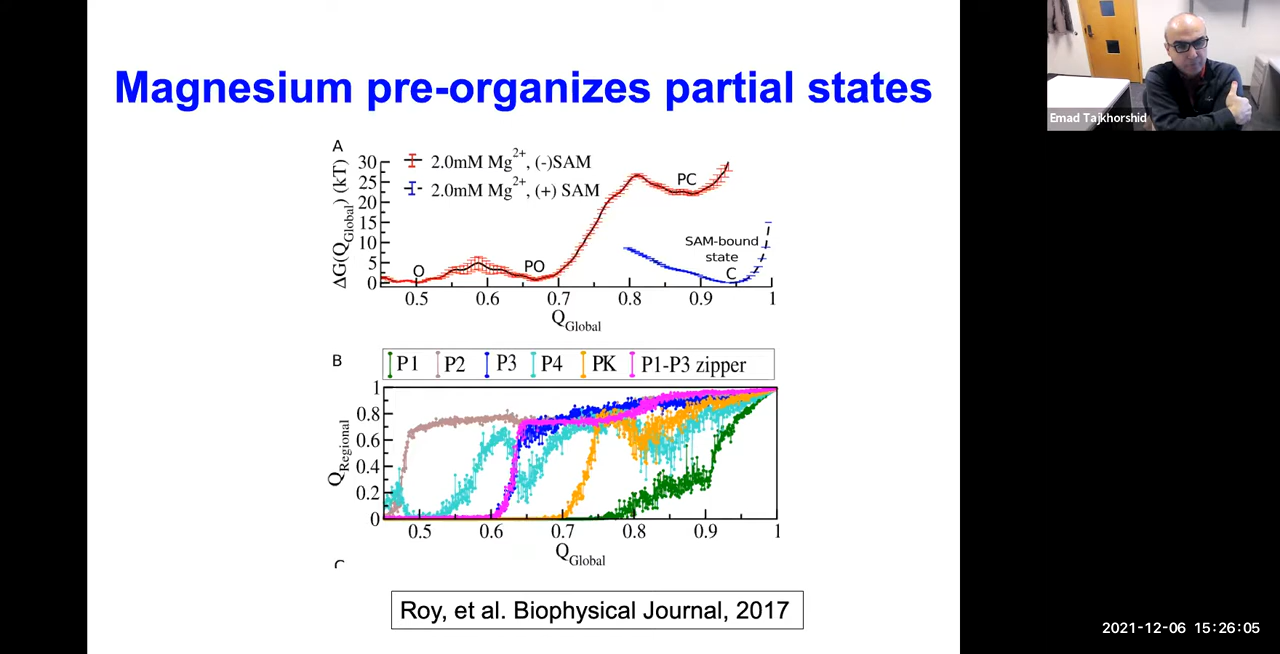 Magnesium pre-organizes partial states
Emad Tajkhorshid
A
2.0mM Mg2+, (-)SAM
2.0mM Mg2+, (+) SAM
ΔG(QGlobal) (kT)
30
25
20
15
10
5
0
O
PO
PC
SAM-bound
state
C
0.5 0.6 0.7 0.8 0.9 1
QGlobal
B
P1 P2 P3 P4 PK P1-P3 zipper
QRegional
1
0.8
0.6
0.4
0.2
0
0.5 0.6 0.7 0.8 0.9 1
QGlobal
Roy, et al. Biophysical Journal, 2017
2021-12-06 15:26:05